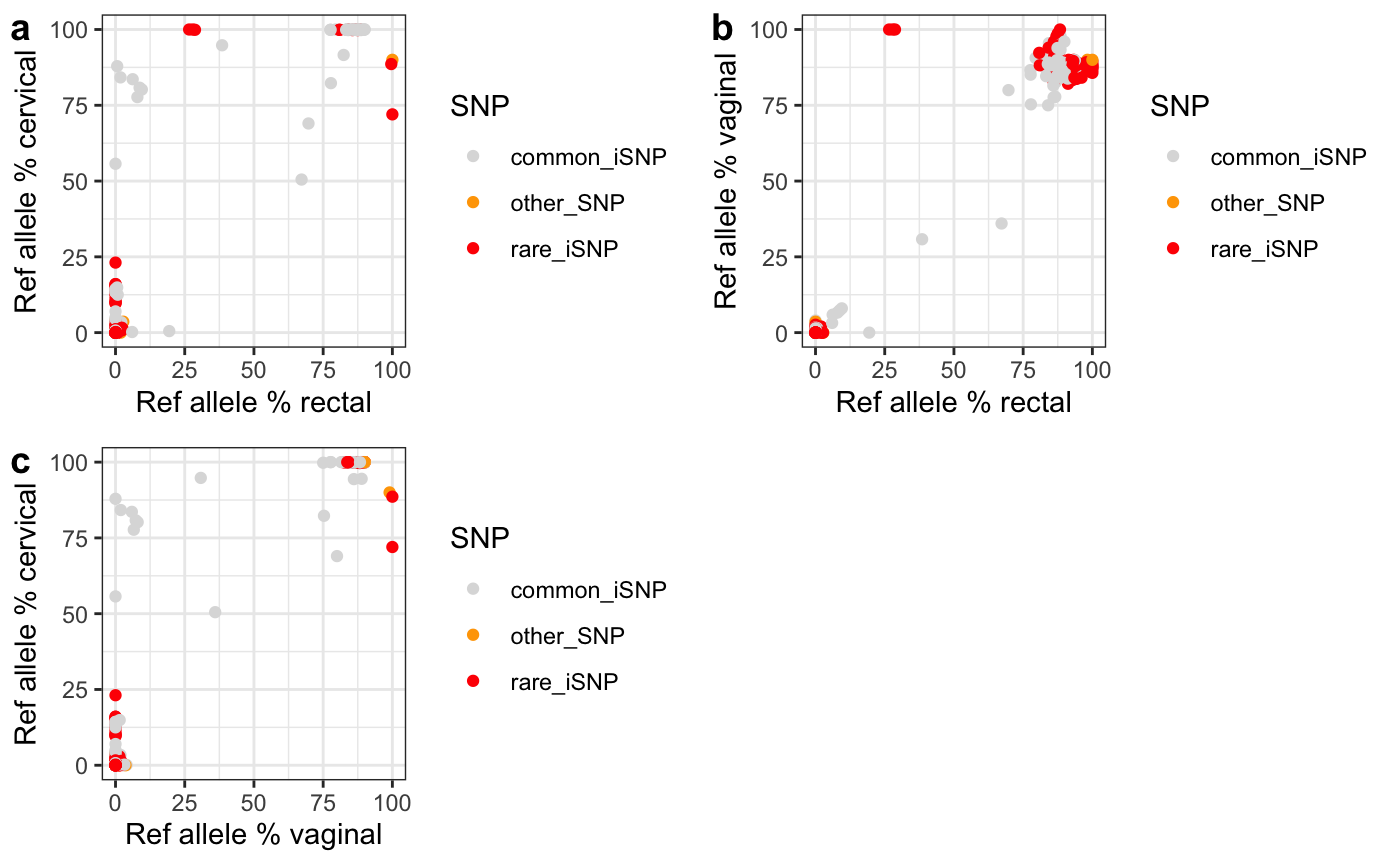 a
Ref allele % cervical
100
75
50
25
0
0 25 50 75 100
Ref allele % rectal
SNP
common_iSNP
other_SNP
rare_iSNP
b
Ref allele % vaginal
100
75
50
25
0
0 25 50 75 100
Ref allele % rectal
SNP
common_iSNP
other_SNP
rare_iSNP
c
Ref allele % cervical
100
75
50
25
0
0 25 50 75 100
Ref allele % vaginal
SNP
common_iSNP
other_SNP
rare_iSNP